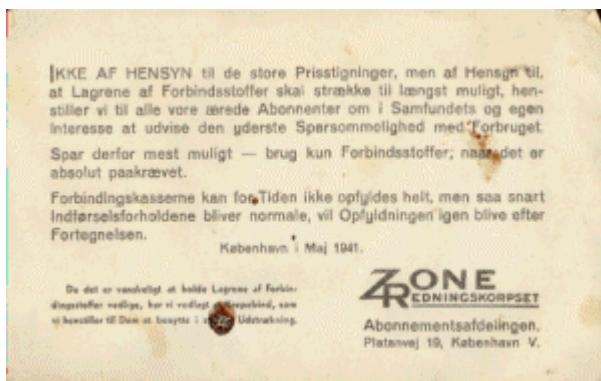 IKKE AF HENSYN til de store Prisstigninger, men af Hensyn til,
at Lagrene af Forbindsstoffer skal strække til længst muligt, hen-
stiller vi til alle vore ærede Abonnenter om i Samfundets og egen
Interesse at udvise den yderste Sparsommelighed med Forbruget.
Spar derfor mest muligt — brug kun Forbindsstoffer, naar det er
absolut paakrævet.
Forbindingskasserne kan for Tiden ikke opfyldes helt, men saa snart
Indførselsforholdene bliver normale, vil Opfyldningen igen blive efter
Fortegnelsen.
København i Maj 1941.
Da det er vanskeligt at holde Lagrene af Forbin-
dingsstoffer vedlige, har vi vedlagt Krepbind, som
vi henstiller til Dem at benytte i Udstrækning.
ZONE
REDNINGSKORPSET
Abonnementsafdelingen.
Platanvej 19, København V.